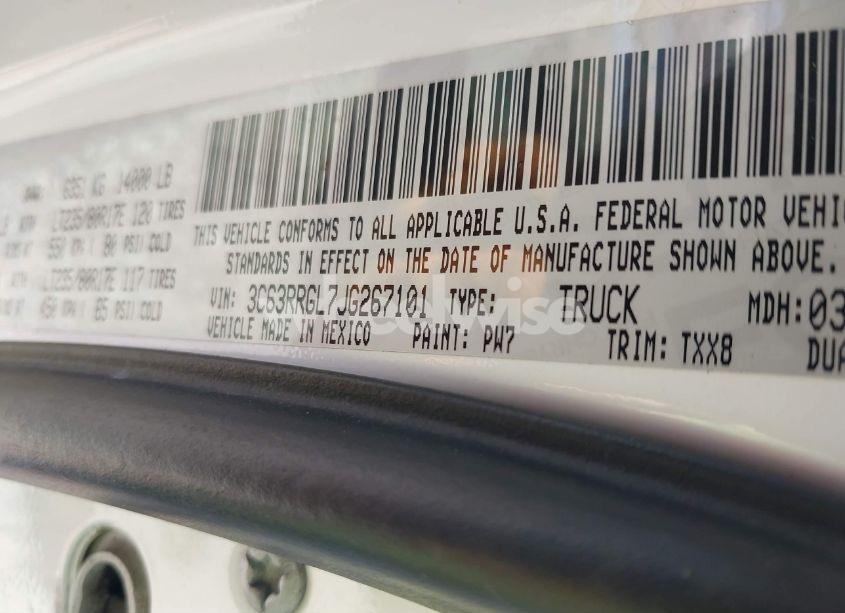 685  KG  14000 LB
LT235/80R17E 120 TIRES
550 KPA / 80 PSI COLD
LT235/80R17E 117 TIRES
450 KPA / 65 PSI COLD
THIS VEHICLE CONFORMS TO ALL APPLICABLE U.S.A. FEDERAL MOTOR VEHI
STANDARDS IN EFFECT ON THE DATE OF MANUFACTURE SHOWN ABOVE.
VIN: 3C63RRGL7JG267101 TYPE: TRUCK MDH: 03
VEHICLE MADE IN MEXICO PAINT: PW7 TRIM: TXX8 DUA